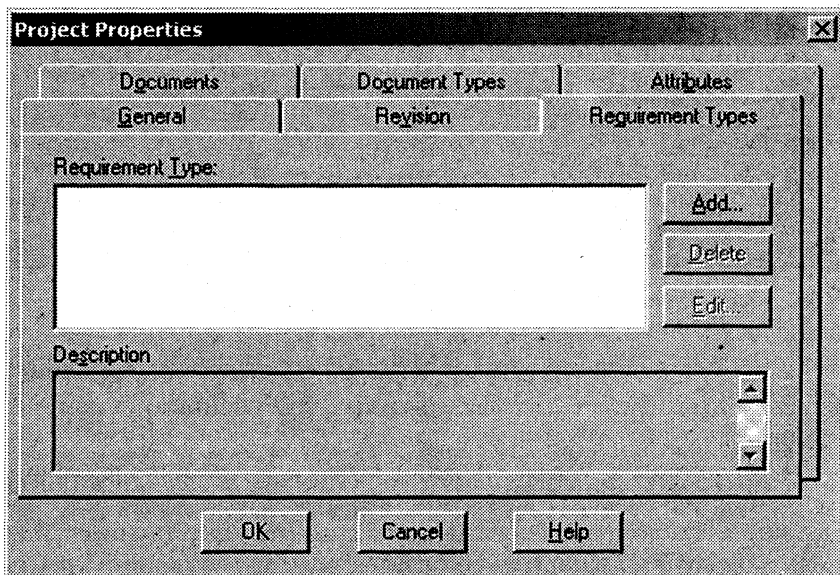 Project Properties
Documents Document Types Attributes
General Revision Requirement Types
Requirement Type:
Add...
Delete
Edit...
Description
OK Cancel Help